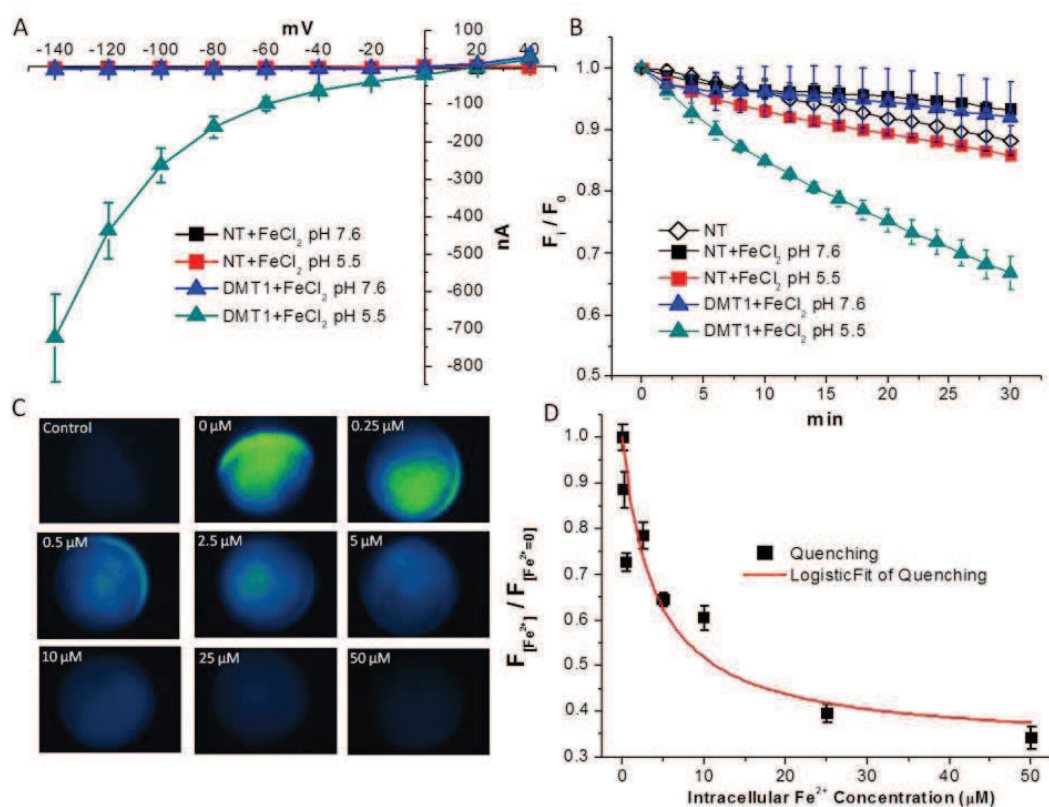 A
mV
-140 -120 -100 -80 -60 -40 -20 0 20 40
100
-100
-200
-300
-400
-500
-600
-700
-800
nA
NT+FeCl2 pH 7.6
NT+FeCl2 pH 5.5
DMT1+FeCl2 pH 7.6
DMT1+FeCl2 pH 5.5
B
1.0
0.9
0.8
0.7
0.6
0.5
Fi / F0
NT
NT+FeCl2 pH 7.6
NT+FeCl2 pH 5.5
DMT1+FeCl2 pH 7.6
DMT1+FeCl2 pH 5.5
0 5 10 15 20 25 30
min
C
Control
0 µM
0.25 µM
0.5 µM
2.5 µM
5 µM
10 µM
25 µM
50 µM
D
1.0
0.9
0.8
0.7
0.6
0.5
0.4
0.3
F[Fe2+] / F[Fe2+=0]
Quenching
LogisticFit of Quenching
0 10 20 30 40 50
Intracellular Fe2+ Concentration (µM)